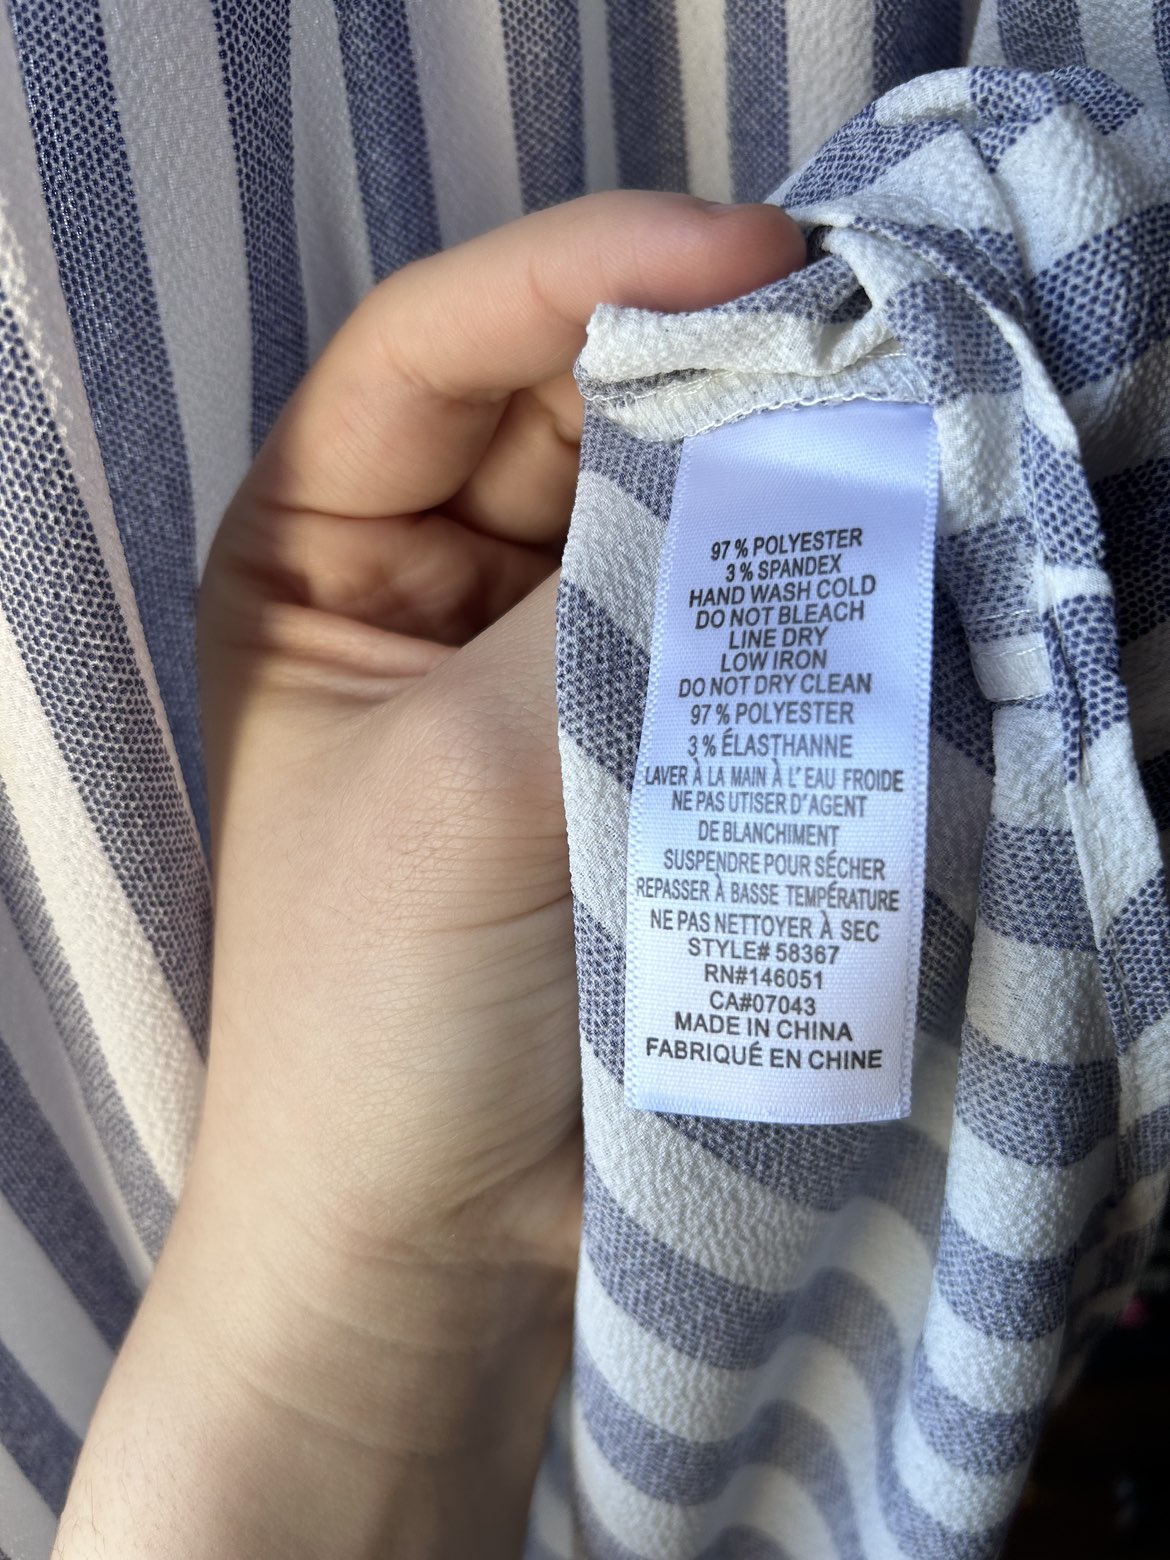 97 % POLYESTER
3 % SPANDEX
HAND WASH COLD
DO NOT BLEACH
LINE DRY
LOW IRON
DO NOT DRY CLEAN
97 % POLYESTER
3 % ÉLASTHANNE
LAVER À LA MAIN À L' EAU FROIDE
NE PAS UTISER D'AGENT
DE BLANCHIMENT
SUSPENDRE POUR SÉCHER
REPASSER À BASSE TEMPÉRATURE
NE PAS NETTOYER À SEC
STYLE# 58367
RN#146051
CA#07043
MADE IN CHINA
FABRIQUÉ EN CHINE